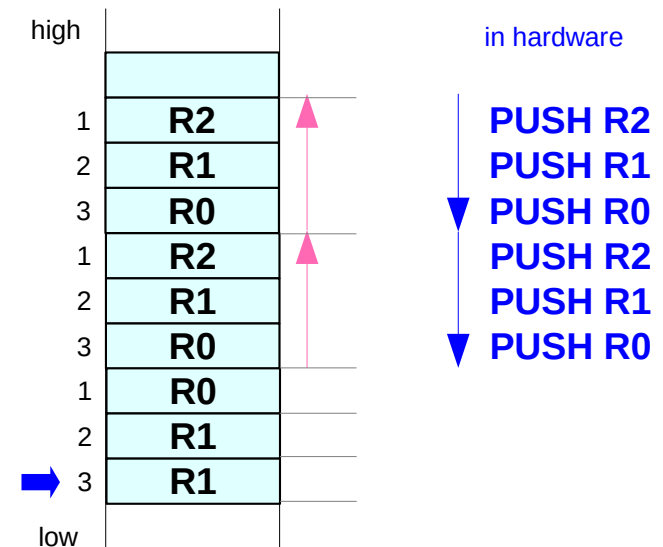 high
in hardware
1 R2 PUSH R2
2 R1 PUSH R1
3 R0 PUSH R0
1 R2 PUSH R2
2 R1 PUSH R1
3 R0 PUSH R0
1 R0
2 R1
3 R1
low